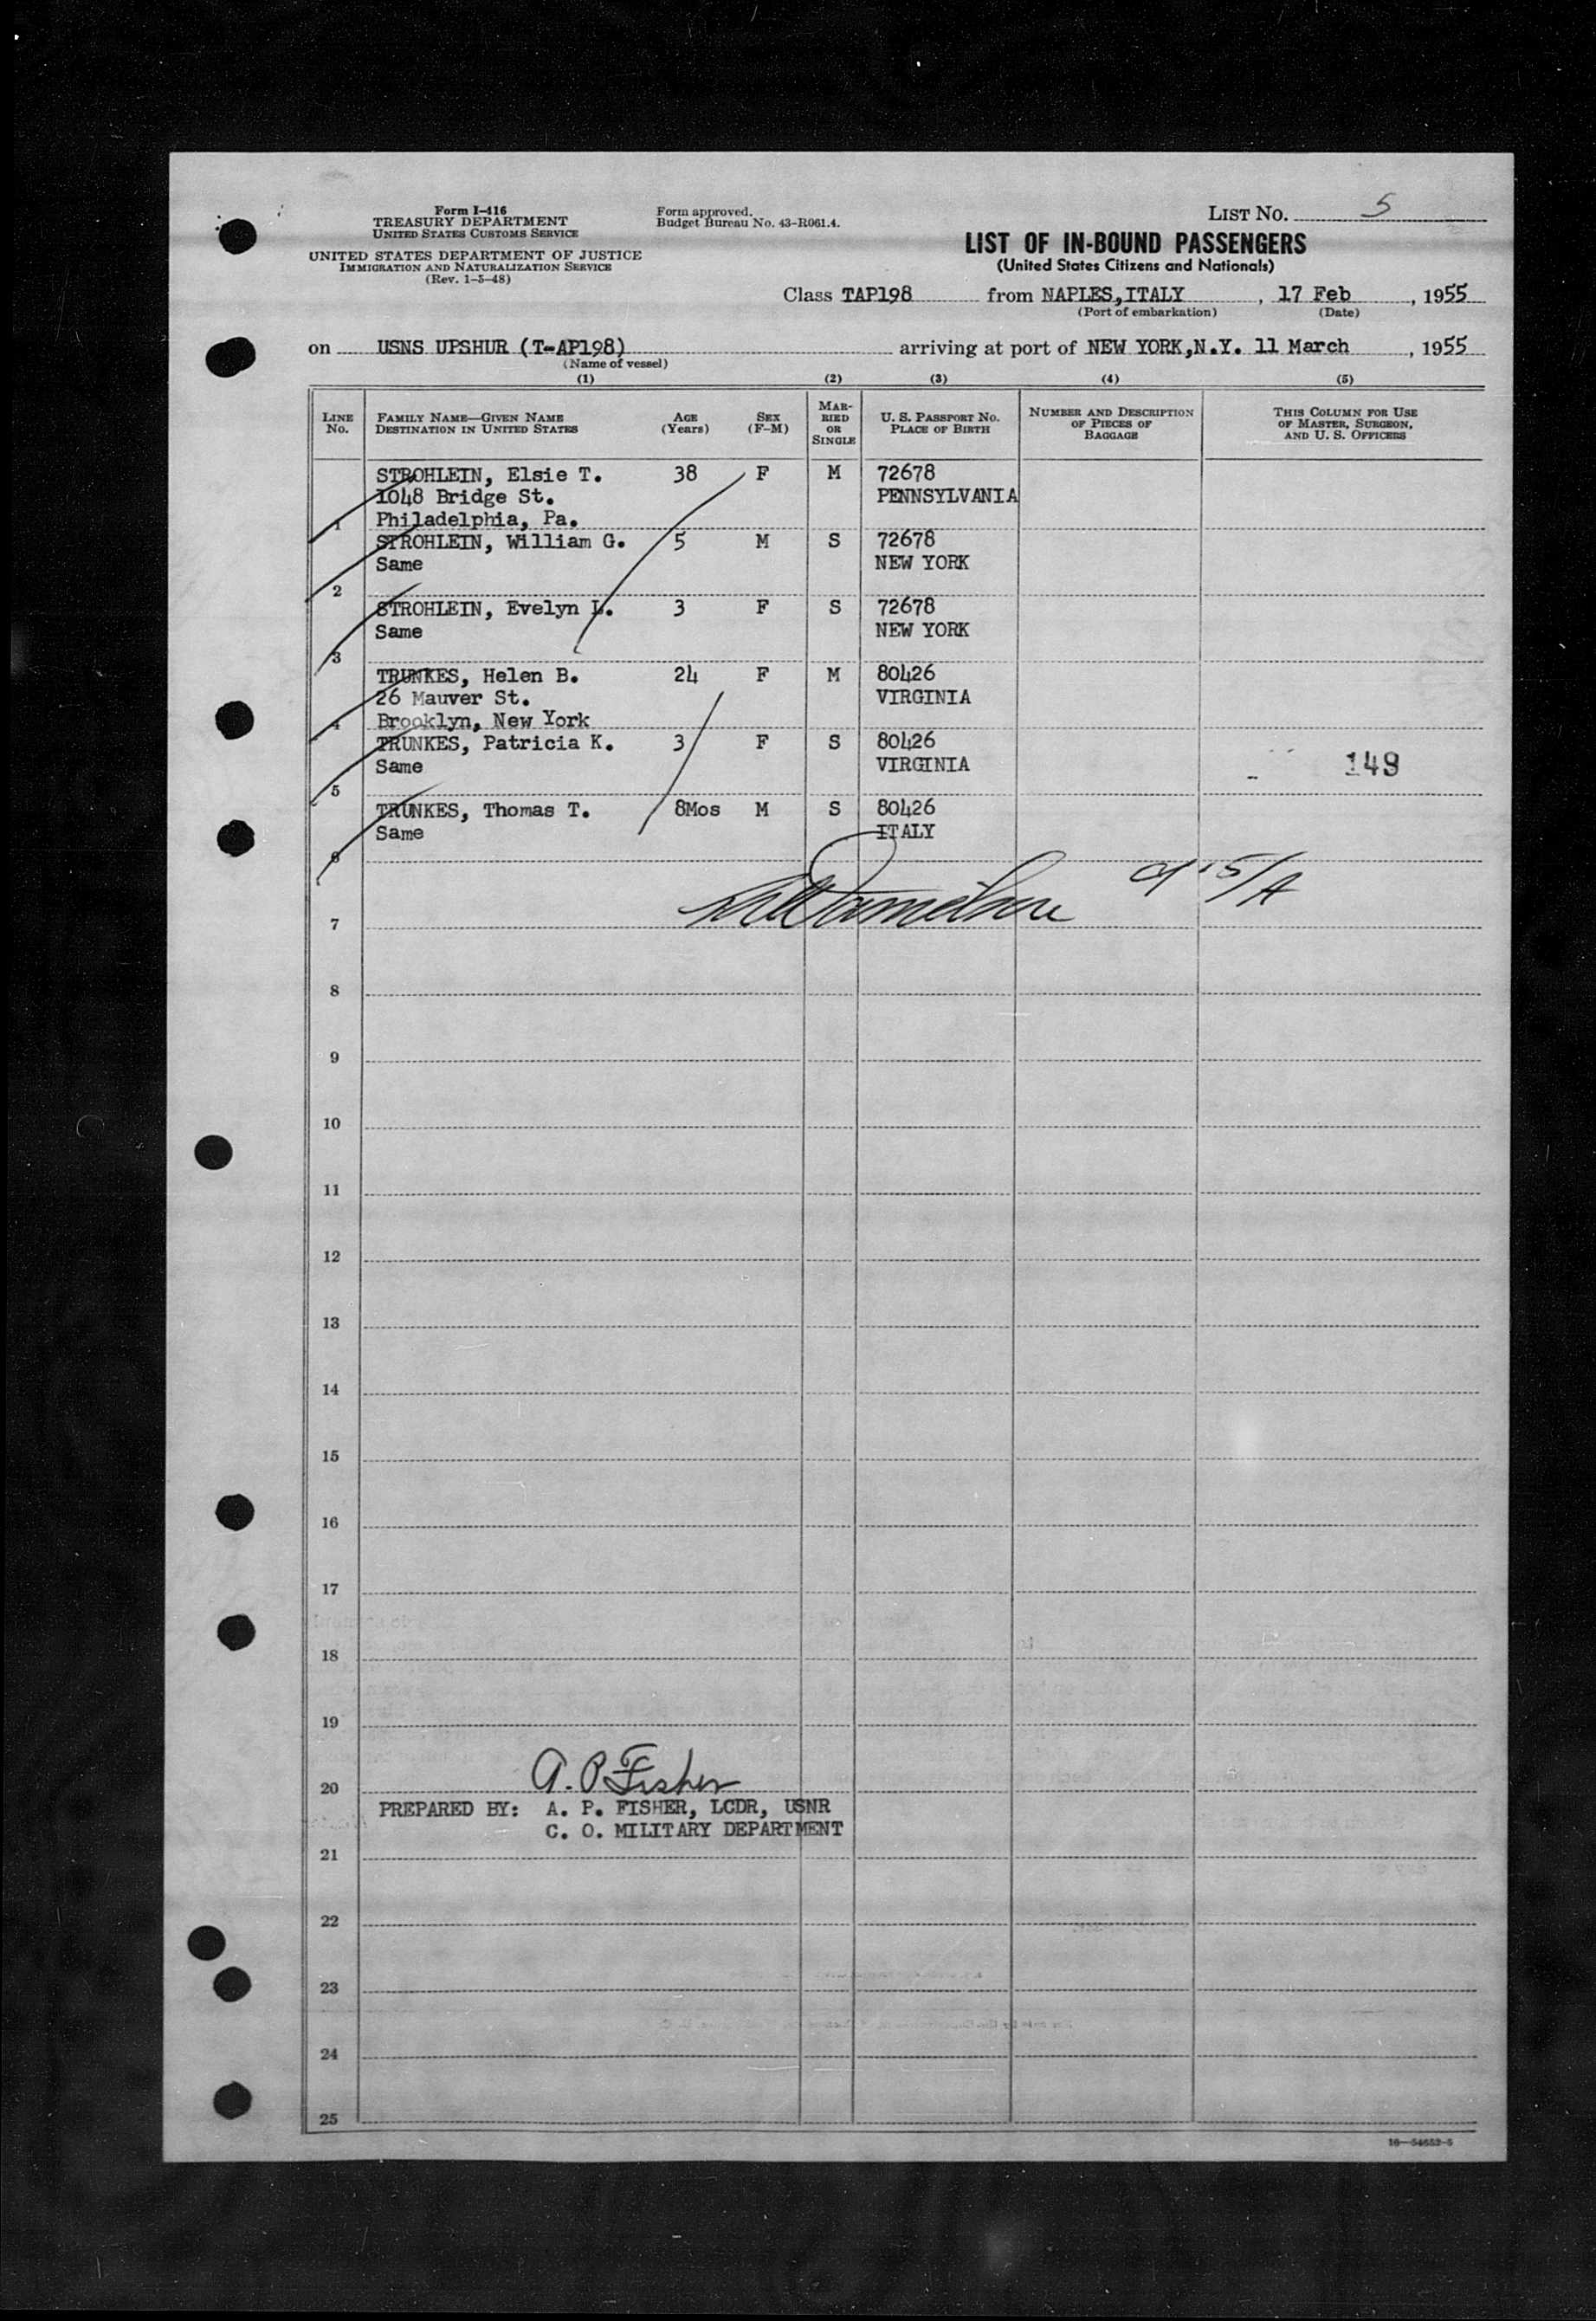 Form I-416
TREASURY DEPARTMENT
UNITED STATES CUSTOMS SERVICE
UNITED STATES DEPARTMENT OF JUSTICE
IMMIGRATION AND NATURALIZATION SERVICE
(Rev. 1-5-48)
Form approved.
Budget Bureau No. 43-R061.4.
LIST NO. 5
LIST OF IN-BOUND PASSENGERS
(United States Citizens and Nationals)
Class TAP198 from NAPLES,ITALY, 17 Feb, 1955
(Port of embarkation) (Date)
on USNS UPSHUR (T-AP198) arriving at port of NEW YORK,N.Y. 11 March, 1955
(Name of vessel)
(1) (2) (3) (4) (5)
LINE NO. FAMILY NAME—GIVEN NAME DESTINATION IN UNITED STATES AGE (Years) SEX (F-M) MARRIED OR SINGLE U. S. PASSPORT NO. PLACE OF BIRTH NUMBER AND DESCRIPTION OF PIECES OF BAGGAGE THIS COLUMN FOR USE OF MASTER, SURGEON, AND U. S. OFFICERS
STROHLEIN, Elsie T. 38 F M 72678
1048 Bridge St. PENNSYLVANIA
1 Philadelphia, Pa.
STROHLEIN, William G. 5 M S 72678
Same NEW YORK
2
STROHLEIN, Evelyn L. 3 F S 72678
Same NEW YORK
3
TRUNKES, Helen B. 24 F M 80426
26 Mauver St. VIRGINIA
4 Brooklyn, New York
TRUNKES, Patricia K. 3 F S 80426
Same VIRGINIA 149
5
TRUNKES, Thomas T. 8Mos M S 80426
Same ITALY
6
7
8
9
10
11
12
13
14
15
16
17
18
19
A. P. Fisher
20
PREPARED BY: A. P. FISHER, LCDR, USNR
C. O. MILITARY DEPARTMENT
21
22
23
24
25
16—54652-5